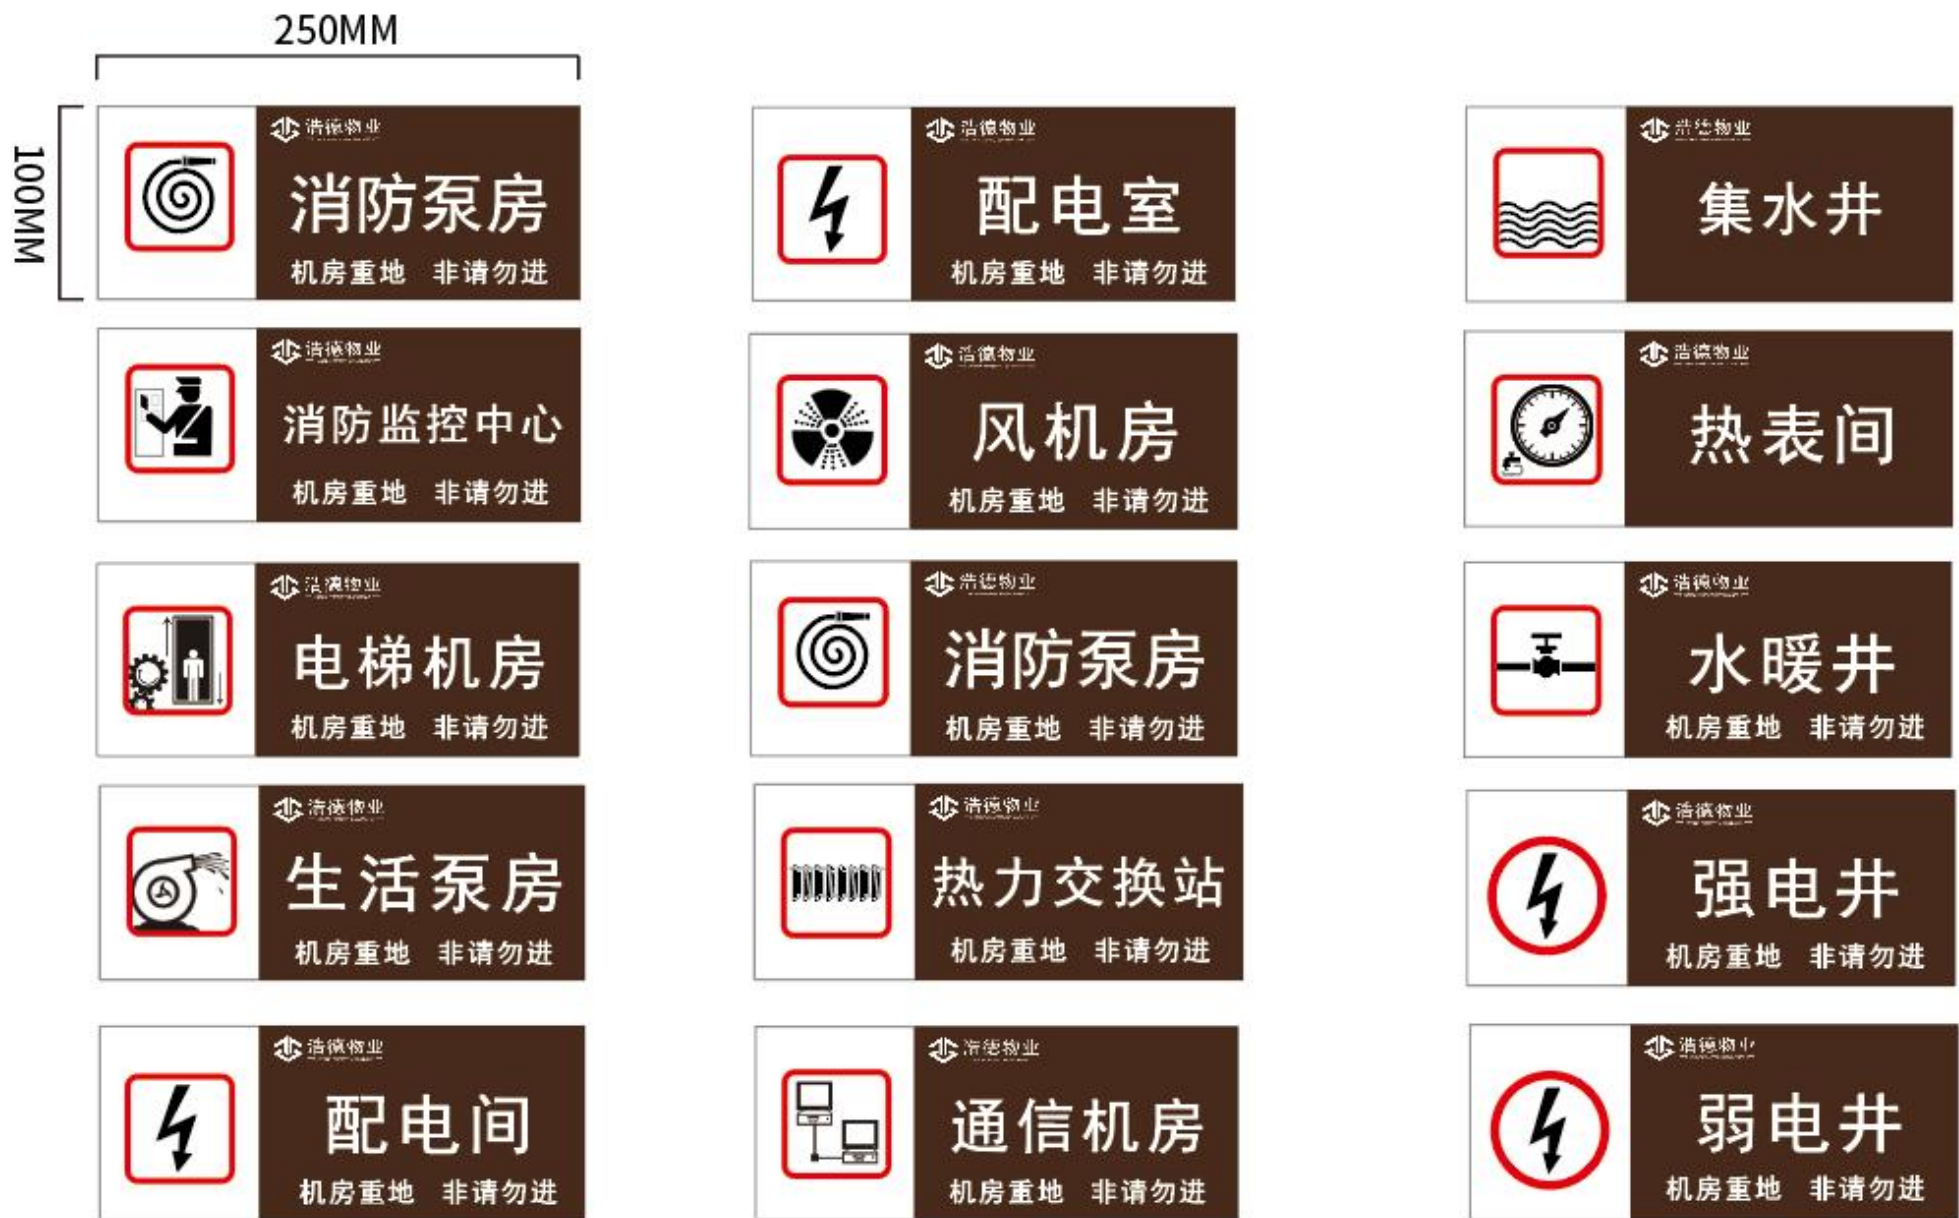 250MM
100MM
浩德物业
消防泵房
机房重地 非请勿进
浩德物业
配电室
机房重地 非请勿进
浩德物业
集水井
浩德物业
消防监控中心
机房重地 非请勿进
浩德物业
风机房
机房重地 非请勿进
浩德物业
热表间
浩德物业
电梯机房
机房重地 非请勿进
浩德物业
消防泵房
机房重地 非请勿进
浩德物业
水暖井
机房重地 非请勿进
浩德物业
生活泵房
机房重地 非请勿进
浩德物业
热力交换站
机房重地 非请勿进
浩德物业
强电井
机房重地 非请勿进
浩德物业
配电间
机房重地 非请勿进
浩德物业
通信机房
机房重地 非请勿进
浩德物业
弱电井
机房重地 非请勿进